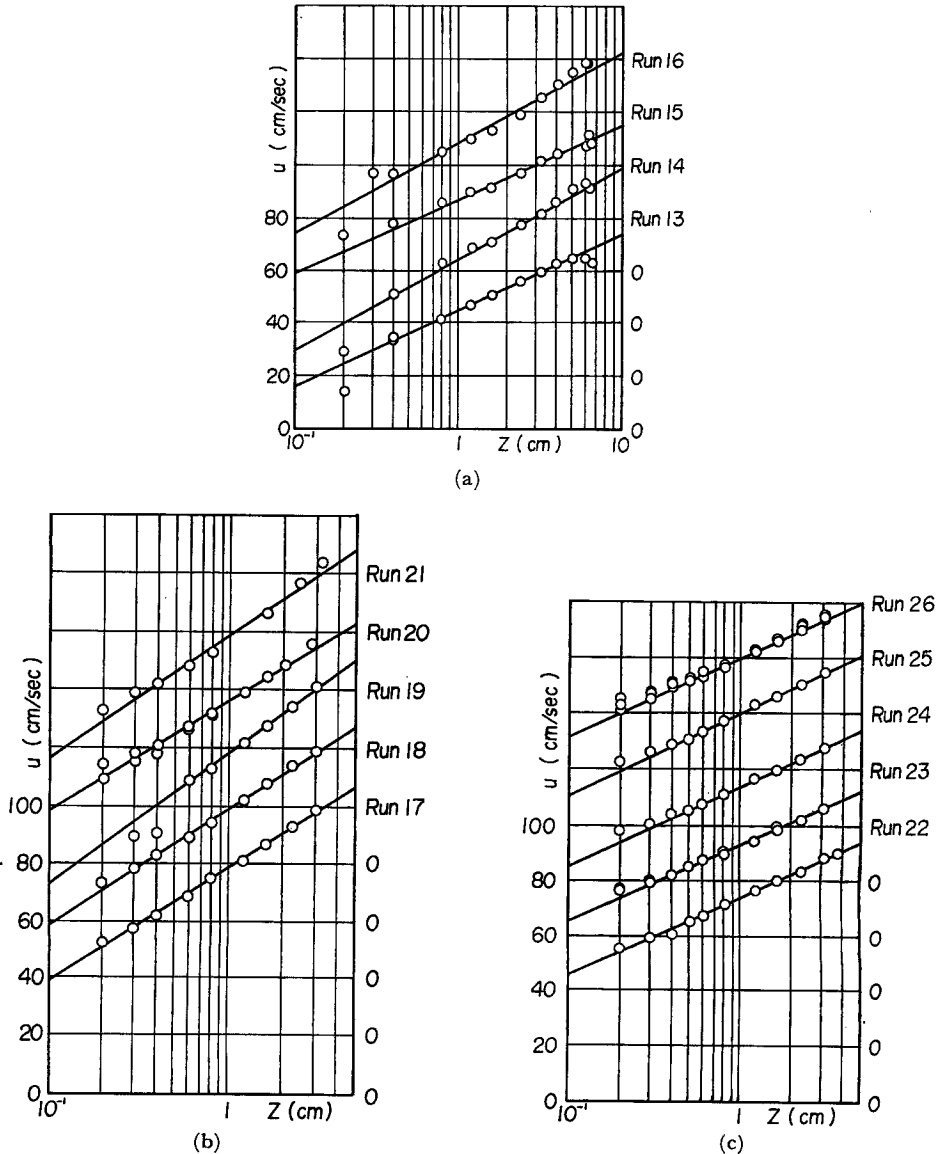 u ( cm/sec)
80
60
40
20
0
10⁻¹
1
Z ( cm)
10
Run 16
Run 15
Run 14
Run 13
0
0
0
0
(a)
u ( cm/sec)
100
80
60
40
20
0
10⁻¹
1
Z (cm)
Run 21
Run 20
Run 19
Run 18
Run 17
0
0
0
0
0
(b)
u ( cm/sec)
100
80
60
40
20
0
10⁻¹
1
Z (cm)
Run 26
Run 25
Run 24
Run 23
Run 22
0
0
0
0
0
(c)